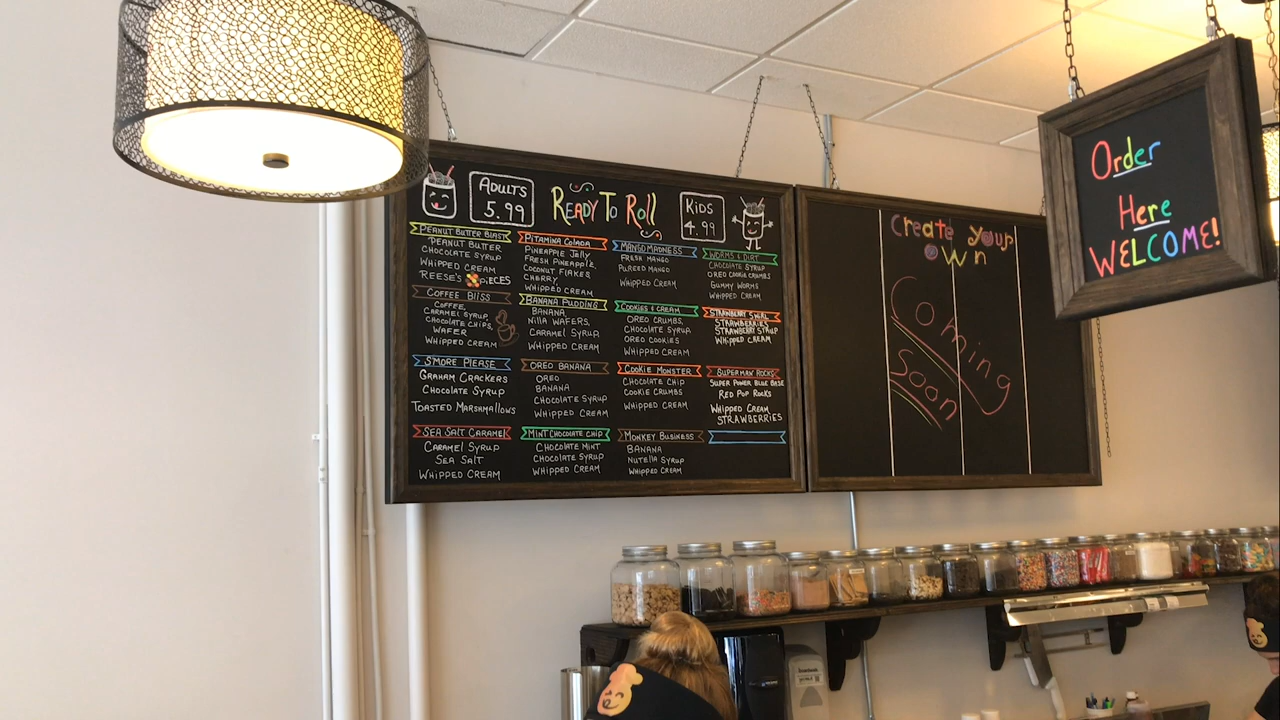 ADULTS
5.99
READY TO ROLL
KIDS
4.99
PEANUT BUTTER BLAST
PEANUT BUTTER
CHOCOLATE SYRUP
WHIPPED CREAM
REESE'S PIECES
COFFEE BLISS
COFFEE,
CARAMEL SYRUP,
CHOCOLATE CHIPS,
WAFER
WHIPPED CREAM
S'MORE PLEASE
GRAHAM CRACKERS
CHOCOLATE SYRUP
TOASTED MARSHMALLOWS
SEA SALT CARAMEL
CARAMEL SYRUP
SEA SALT
WHIPPED CREAM
PITAMINA COLADA
PINEAPPLE JELLY
FRESH PINEAPPLE,
COCONUT FLAKES
CHERRY,
WHIPPED CREAM
BANANA PUDDING
BANANA,
NILLA WAFERS,
CARAMEL SYRUP
WHIPPED CREAM
OREO BANANA
OREO
BANANA
CHOCOLATE SYRUP
WHIPPED CREAM
MINT CHOCOLATE CHIP
CHOCOLATE MINT
CHOCOLATE SYRUP
WHIPPED CREAM
MANGO MADNESS
FRESH MANGO
PUREED MANGO
WHIPPED CREAM
COOKIES & CREAM
OREO CRUMBS,
CHOCOLATE SYRUP
OREO COOKIES
WHIPPED CREAM
COOKIE MONSTER
CHOCOLATE CHIP
COOKIE CRUMBS
WHIPPED CREAM
MONKEY BUSINESS
BANANA
NUTELLA SYRUP
WHIPPED CREAM
WORMS & DIRT
CHOCOLATE SYRUP
OREO COOKIE CRUMBS
GUMMY WORMS
WHIPPED CREAM
STRAWBERRY SWIRL
STRAWBERRIES
STRAWBERRY SYRUP
WHIPPED CREAM
SUPERMAN ROCKS
SUPER POWER BLUE BASE
RED POP ROCKS
WHIPPED CREAM
STRAWBERRIES
Create your
own
Coming
Soon
Order
Here
WELCOME!